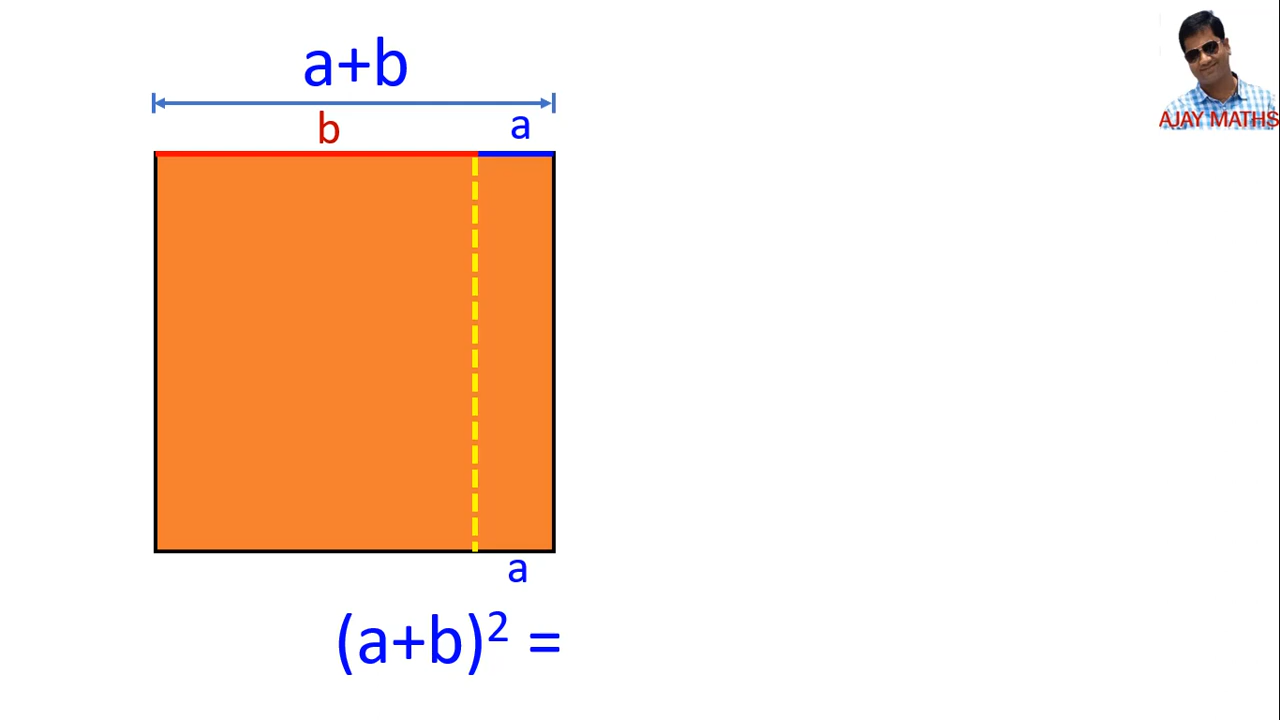 a+b
b a
AJAY MATHS
a
(a+b)² =